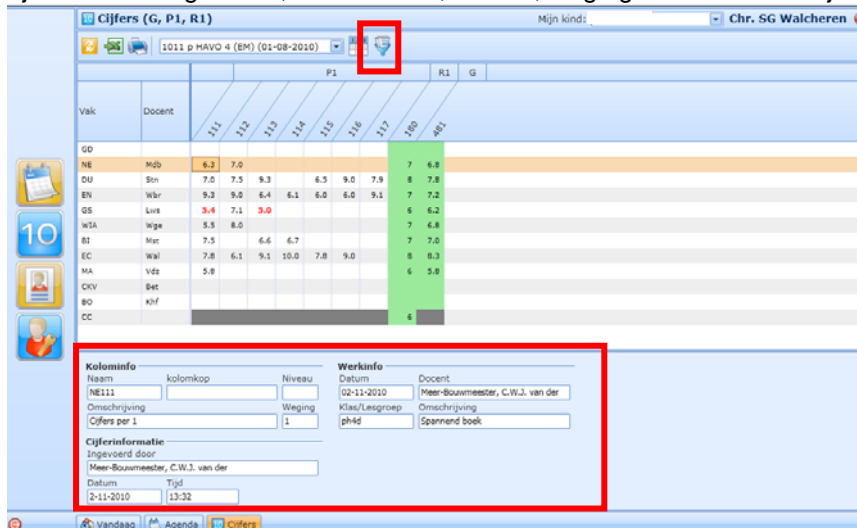 Cijfers (G, P1, R1) Mijn kind: Chr. SG Walcheren
1011 p HAVO 4 (EM) (01-08-2010)
P1 R1 G
Vak Docent 111 112 113 114 115 116 117 180 481
GD
NE Mdb 6.3 7.0 7 6.8
DU Stn 7.0 7.5 9.3 6.5 9.0 7.9 8 7.8
EN Wbr 9.3 9.0 6.4 6.1 6.0 6.0 9.1 7 7.2
GS Lws 5.4 7.1 5.0 6 6.2
WIA Wge 5.5 8.0 7 6.8
BI Mst 7.5 6.6 6.7 7 7.0
EC Wal 7.8 6.1 9.1 10.0 7.8 9.0 8 8.3
MA Vdz 5.8 6 5.8
CKV Bet
BO Khf
CC 6
10
Kolominfo Werkinfo
Naam kolomkop Niveau Datum Docent
NE111 02-11-2010 Meer-Bouwmeester, C.W.J. van der
Omschrijving Weging Klas/Lesgroep Omschrijving
Cijfers per 1 1 ph4d Spannend boek
Cijferinformatie
Ingevoerd door
Meer-Bouwmeester, C.W.J. van der
Datum Tijd
2-11-2010 13:32
Vandaag Agenda Cijfers